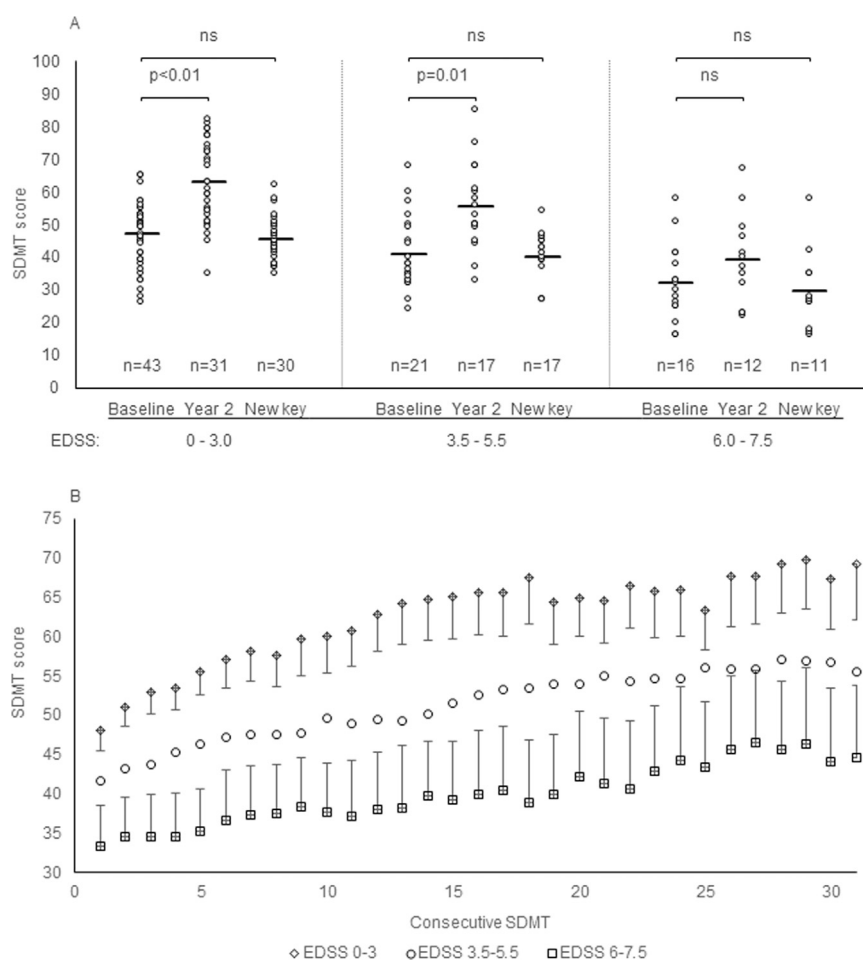 A
ns ns ns
p<0.01 p=0.01 ns
100
90
80
70
60
50
40
30
20
10
0
SDMT score
n=43 n=31 n=30 n=21 n=17 n=17 n=16 n=12 n=11
Baseline Year 2 New key Baseline Year 2 New key Baseline Year 2 New key
EDSS: 0 - 3.0 3.5 - 5.5 6.0 - 7.5
B
75
70
65
60
55
50
45
40
35
30
SDMT score
0 5 10 15 20 25 30
Consecutive SDMT
EDSS 0-3 EDSS 3.5-5.5 EDSS 6-7.5